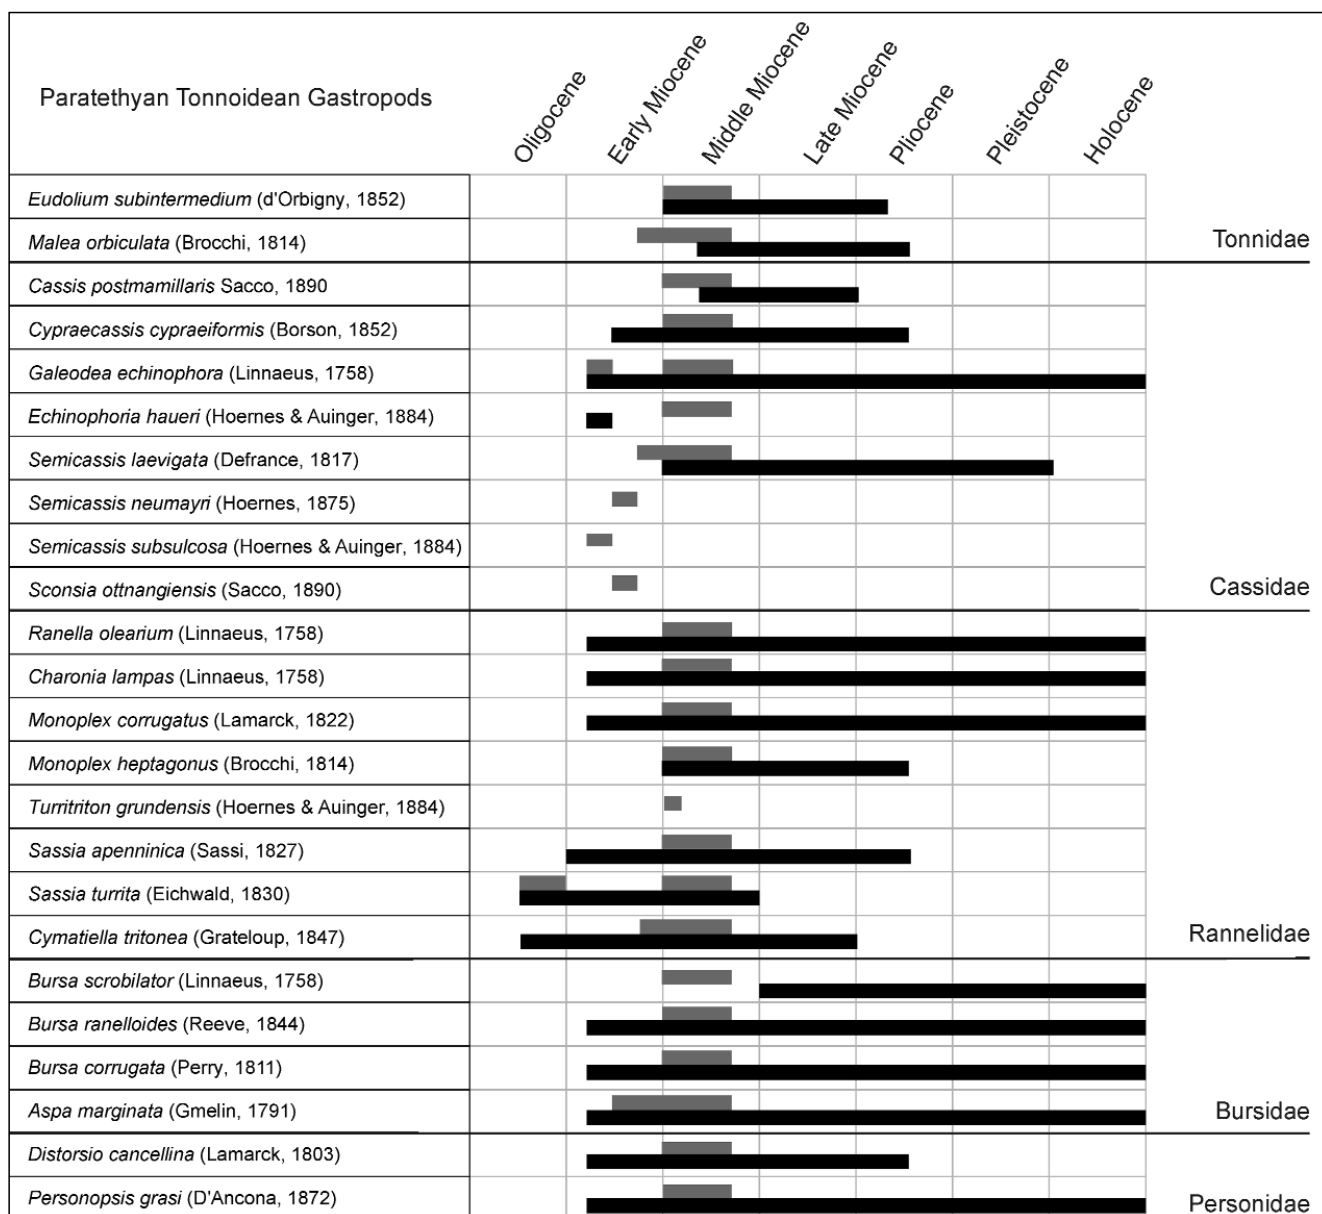 Paratethyan Tonnoidean Gastropods
Oligocene
Early Miocene
Middle Miocene
Late Miocene
Pliocene
Pleistocene
Holocene
Eudolium subintermedium (d'Orbigny, 1852)
Malea orbiculata (Brocchi, 1814)
Tonnidae
Cassis postmamillaris Sacco, 1890
Cypraecassis cypraeiformis (Borson, 1852)
Galeodea echinophora (Linnaeus, 1758)
Echinophoria haueri (Hoernes & Auinger, 1884)
Semicassis laevigata (Defrance, 1817)
Semicassis neumayri (Hoernes, 1875)
Semicassis subsulcosa (Hoernes & Auinger, 1884)
Sconsia ottnangiensis (Sacco, 1890)
Cassidae
Ranella olearium (Linnaeus, 1758)
Charonia lampas (Linnaeus, 1758)
Monoplex corrugatus (Lamarck, 1822)
Monoplex heptagonus (Brocchi, 1814)
Turritriton grundensis (Hoernes & Auinger, 1884)
Sassia apenninica (Sassi, 1827)
Sassia turrita (Eichwald, 1830)
Cymatiella tritonea (Grateloup, 1847)
Rannelidae
Bursa scrobilator (Linnaeus, 1758)
Bursa ranelloides (Reeve, 1844)
Bursa corrugata (Perry, 1811)
Aspa marginata (Gmelin, 1791)
Bursidae
Distorsio cancellina (Lamarck, 1803)
Personopsis grasi (D'Ancona, 1872)
Personidae